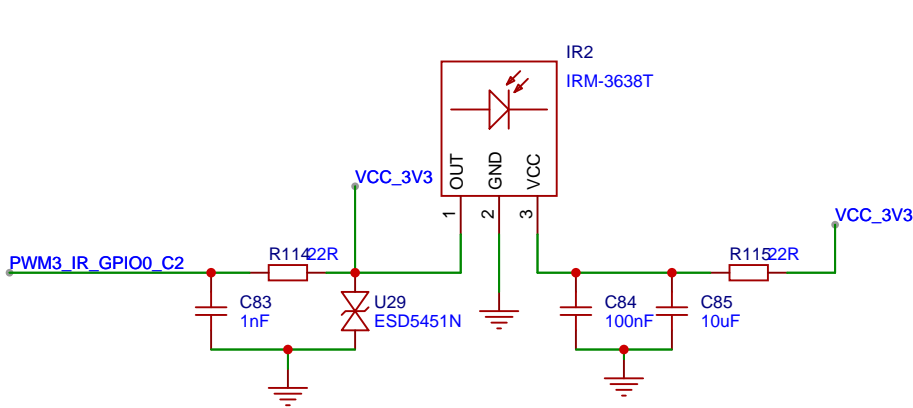 IR2
IRM-3638T
OUT
GND
VCC
1
2
3
VCC_3V3
VCC_3V3
PWM3_IR_GPIO0_C2
R114 22R
R115 22R
C83
1nF
U29
ESD5451N
C84
100nF
C85
10uF